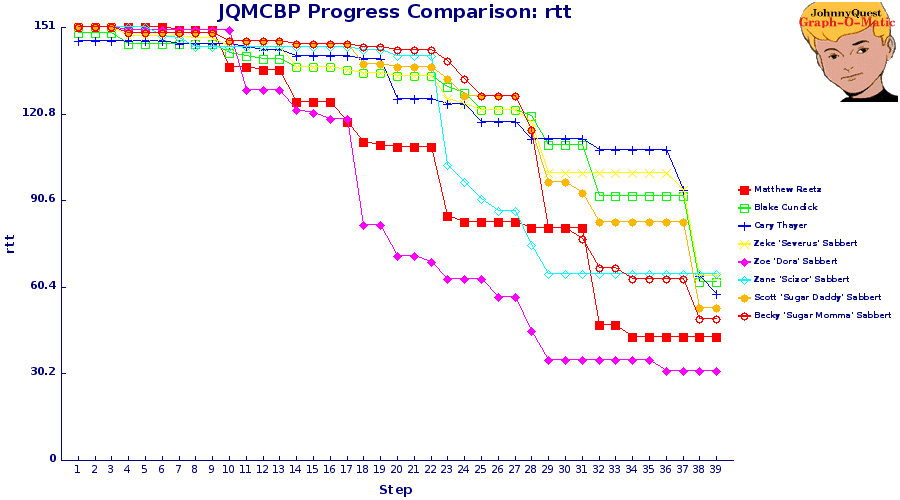 JQMCBP Progress Comparison: rtt
JohnnyQuest
Graph-O-Matic
151
120.8
90.6
60.4
30.2
0
rtt
1 2 3 4 5 6 7 8 9 10 11 12 13 14 15 16 17 18 19 20 21 22 23 24 25 26 27 28 29 30 31 32 33 34 35 36 37 38 39
Step
Matthew Reetz
Blake Cundick
Cary Thayer
Zeke 'Severus' Sabbert
Zoe 'Dora' Sabbert
Zane 'Scizor' Sabbert
Scott 'Sugar Daddy' Sabbert
Becky 'Sugar Momma' Sabbert